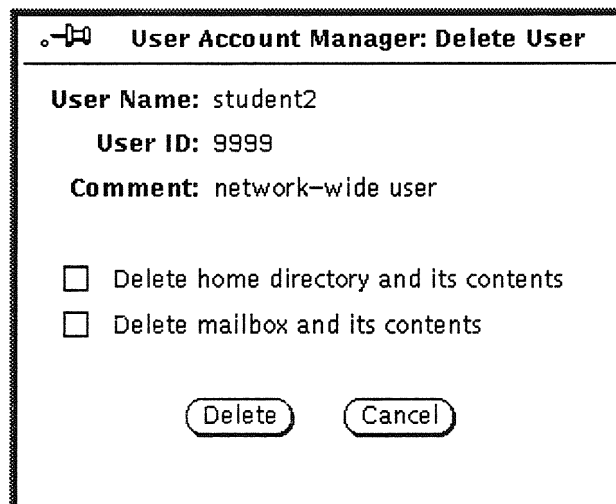 User Account Manager: Delete User
User Name: student2
User ID: 9999
Comment: network-wide user
Delete home directory and its contents
Delete mailbox and its contents
Delete Cancel